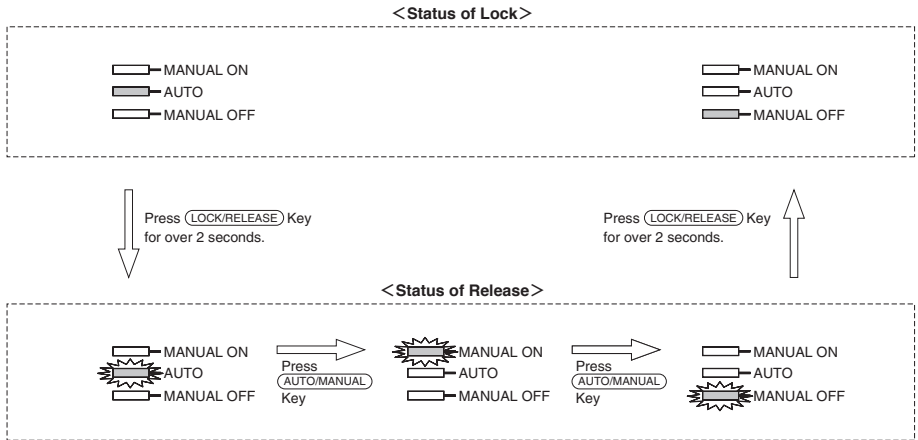 <Status of Lock>
MANUAL ON
AUTO
MANUAL OFF
MANUAL ON
AUTO
MANUAL OFF
Press LOCK/RELEASE Key
for over 2 seconds.
Press LOCK/RELEASE Key
for over 2 seconds.
<Status of Release>
MANUAL ON
AUTO
MANUAL OFF
Press
AUTO/MANUAL
Key
MANUAL ON
AUTO
MANUAL OFF
Press
AUTO/MANUAL
Key
MANUAL ON
AUTO
MANUAL OFF